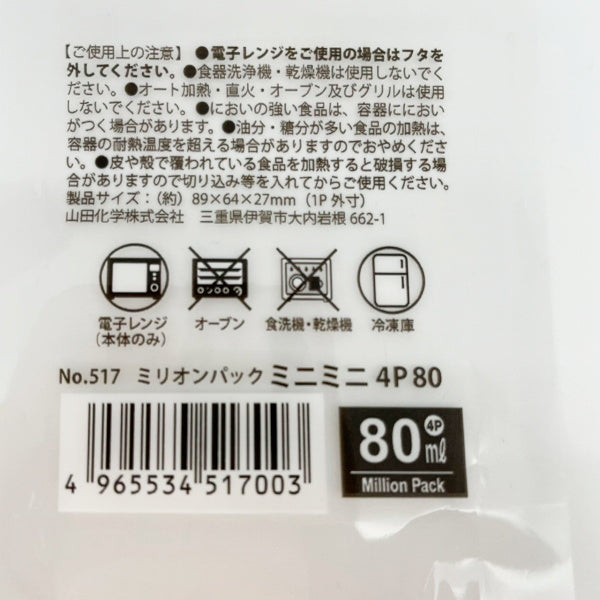 【ご使用上の注意】 ●電子レンジをご使用の場合はフタを
外してください。●食器洗浄機・乾燥機は使用しないでく
ださい。●オート加熱・直火・オーブン及びグリルは使用
しないでください。●においの強い食品は、容器ににおい
がつく場合があります。●油分・糖分が多い食品の加熱は、
容器の耐熱温度を超える場合がありますのでおやめくださ
い。●皮や殻で覆われている食品を加熱すると破損する場
合がありますので切り込み等を入れてからご使用ください。
製品サイズ：（約）89×64×27mm（1P外寸）
山田化学株式会社　三重県伊賀市大内岩根 662-1
電子レンジ
（本体のみ）
オーブン
食洗機・乾燥機
冷凍庫
No.517 ミリオンパック ミニミニ 4P 80
4 965534 517003
80ml 4P
Million Pack